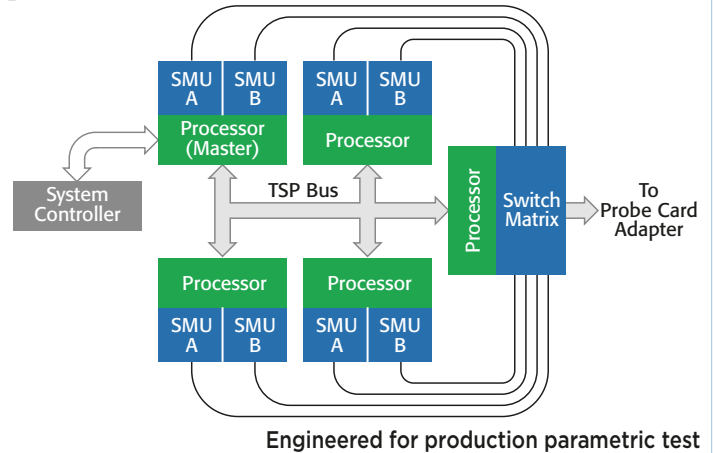 SMU
A
SMU
B
SMU
A
SMU
B
Processor
(Master)
Processor
System
Controller
TSP Bus
Processor
Switch
Matrix
To
Probe Card
Adapter
Processor
SMU
A
SMU
B
Processor
SMU
A
SMU
B
Engineered for production parametric test